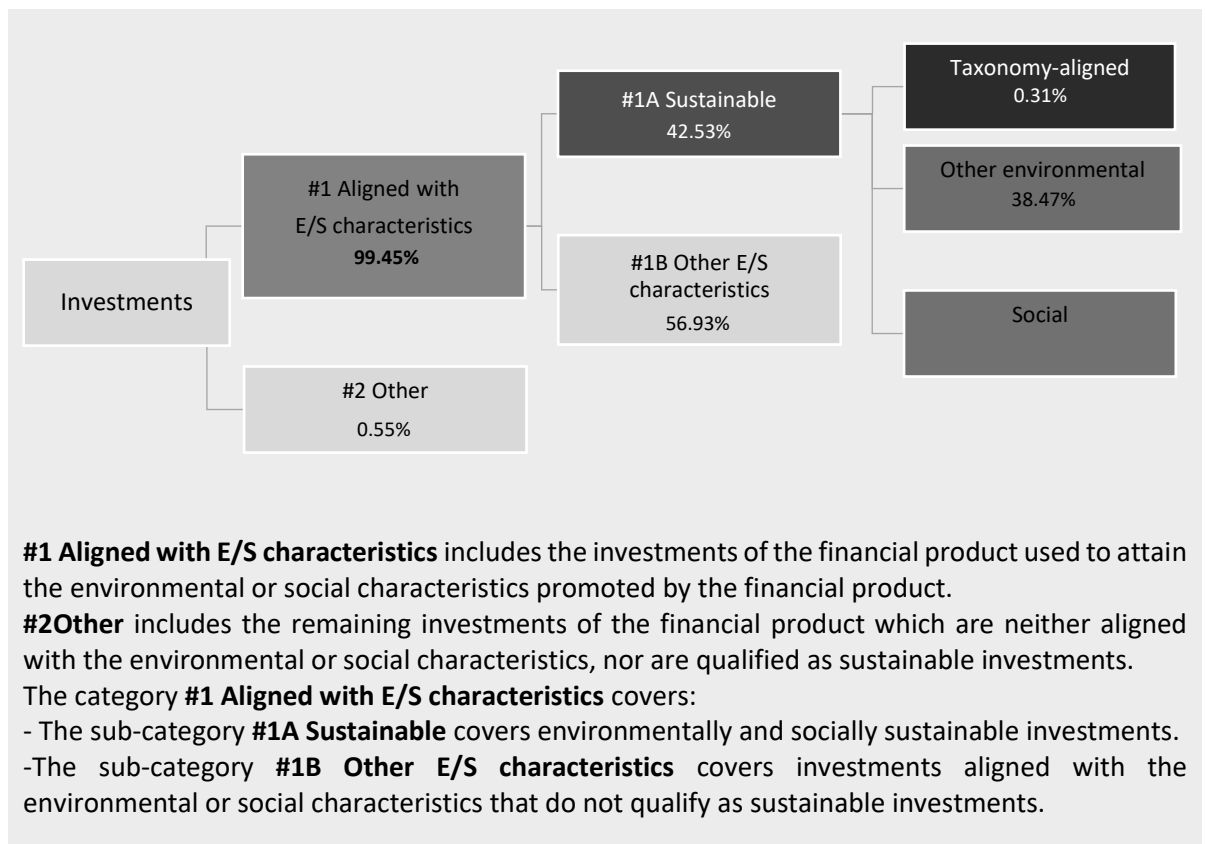 Taxonomy-aligned
0.31%
#1A Sustainable
42.53%
Other environmental
38.47%
#1 Aligned with
E/S characteristics
99.45%
#1B Other E/S
characteristics
56.93%
Investments
Social
#2 Other
0.55%
#1 Aligned with E/S characteristics includes the investments of the financial product used to attain
the environmental or social characteristics promoted by the financial product.
#2Other includes the remaining investments of the financial product which are neither aligned
with the environmental or social characteristics, nor are qualified as sustainable investments.
The category #1 Aligned with E/S characteristics covers:
- The sub-category #1A Sustainable covers environmentally and socially sustainable investments.
-The sub-category #1B Other E/S characteristics covers investments aligned with the
environmental or social characteristics that do not qualify as sustainable investments.